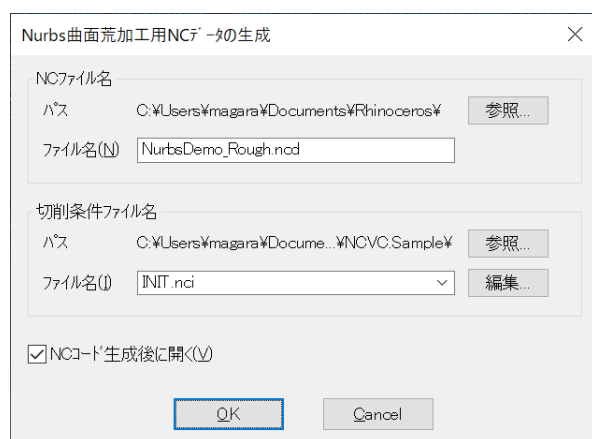 Nurbs曲面荒加工用NCデータの生成
NCファイル名
パス C:¥Users¥magara¥Documents¥Rhinoceros¥ 参照...
ファイル名(N) NurbsDemo_Rough.ncd
切削条件ファイル名
パス C:¥Users¥magara¥Docume...¥NCVC.Sample¥ 参照...
ファイル名(I) INIT.nci 編集...
NCコード生成後に開く(V)
OK Cancel